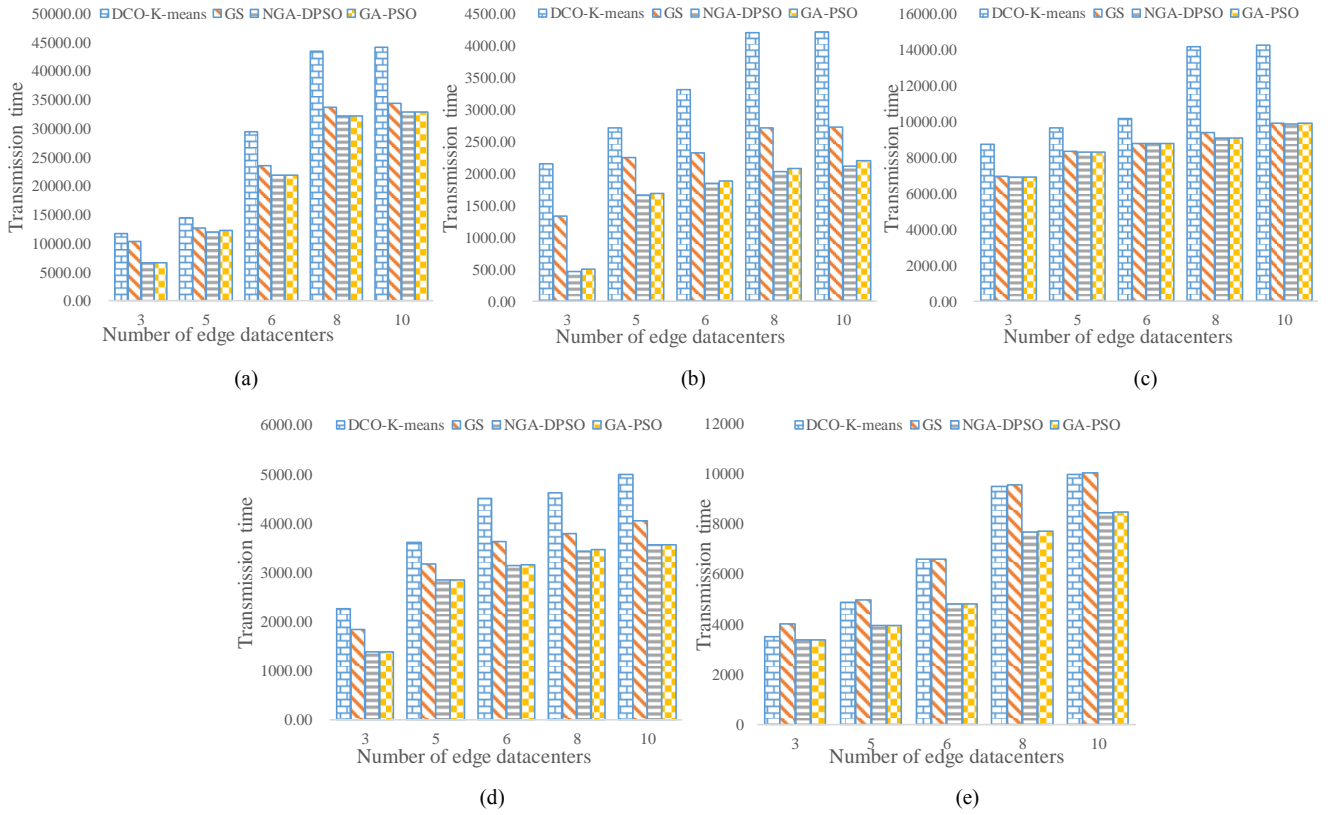 DCO-K-means GS NGA-DPSO GA-PSO
50000.00
45000.00
40000.00
35000.00
30000.00
25000.00
20000.00
15000.00
10000.00
5000.00
0.00
Transmission time
3 5 6 8 10
Number of edge datacenters
(a)
DCO-K-means GS NGA-DPSO GA-PSO
4500.00
4000.00
3500.00
3000.00
2500.00
2000.00
1500.00
1000.00
500.00
0.00
Transmission time
3 5 6 8 10
Number of edge datacenters
(b)
DCO-K-means GS NGA-DPSO GA-PSO
16000.00
14000.00
12000.00
10000.00
8000.00
6000.00
4000.00
2000.00
0.00
Transmission time
3 5 6 8 10
Number of edge datacenters
(c)
DCO-K-means GS NGA-DPSO GA-PSO
6000.00
5000.00
4000.00
3000.00
2000.00
1000.00
0.00
Transmission time
3 5 6 8 10
Number of edge datacenters
(d)
DCO-K-means GS NGA-DPSO GA-PSO
12000
10000
8000
6000
4000
2000
0
Transmission time
3 5 6 8 10
Number of edge datacenters
(e)